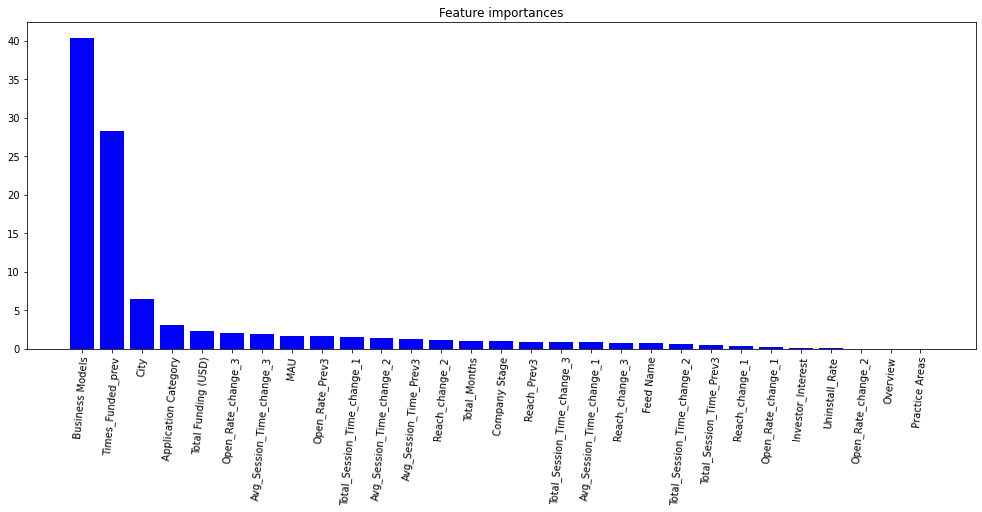 Feature importances
40
35
30
25
20
15
10
5
0
Business Models
Times_Funded_prev
City
Application Category
Total Funding (USD)
Open_Rate_change_3
Avg_Session_Time_change_3
MAU
Open_Rate_Prev3
Total_Session_Time_change_1
Avg_Session_Time_change_2
Avg_Session_Time_Prev3
Reach_change_2
Total_Months
Company Stage
Reach_Prev3
Total_Session_Time_change_3
Avg_Session_Time_change_1
Reach_change_3
Feed Name
Total_Session_Time_change_2
Total_Session_Time_Prev3
Reach_change_1
Open_Rate_change_1
Investor_Interest
Uninstall_Rate
Open_Rate_change_2
Overview
Practice Areas